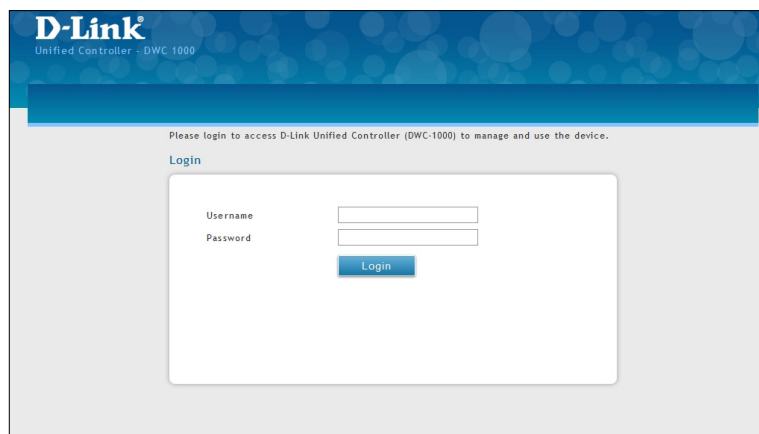 D-Link®
Unified Controller - DWC 1000
Please login to access D-Link Unified Controller (DWC-1000) to manage and use the device.
Login
Username
Password
Login